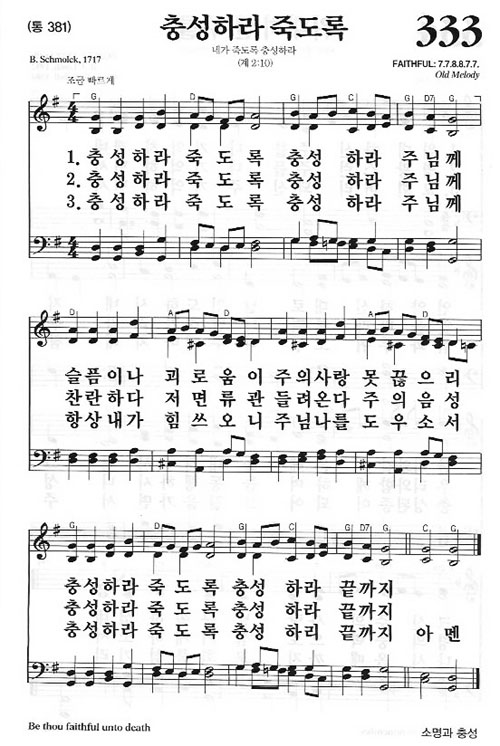 (통 381)
충성하라 죽도록
333
네가 죽도록 충성하라
(계 2:10)
B. Schmolck, 1717
FAITHFUL: 7.7.8.8.7.7.
Old Melody
조금 빠르게
G D G C G D7 G
1. 충성하라 죽도록 충성하라 주님께
2. 충성하라 죽도록 충성하라 주님께
3. 충성하라 죽도록 충성하라 주님께
D A D D A D
슬픔이나 괴로움이 주의사랑 못끊으리
찬란하다 저면류관 들려온다 주의음성
항상내가 힘쓰오니 주님나를 도우소서
G D G C G D7 G C G
충성하라 죽도록 충성하라 끝까지
충성하라 죽도록 충성하라 끝까지
충성하라 죽도록 충성하리 끝까지 아멘
Be thou faithful unto death
소명과 충성